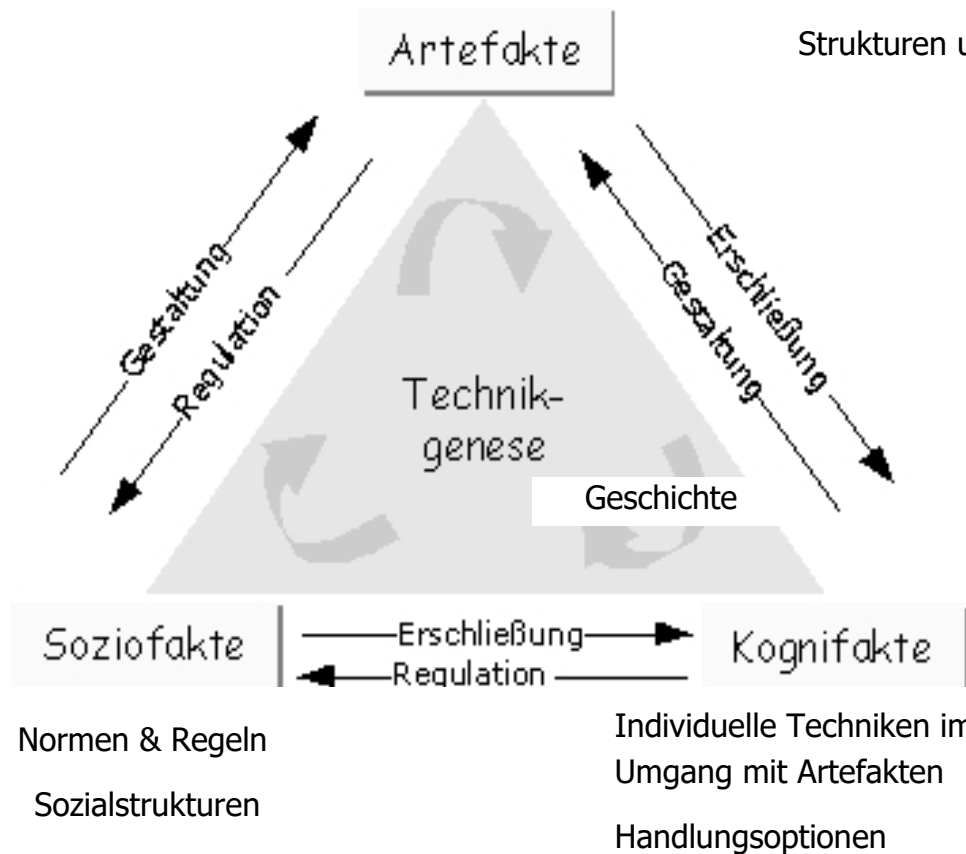 Artefakte
Strukturen u
Gestaltung
Regulation
Erschließung
Gestaltung
Technik-
genese
Geschichte
Soziofakte
Erschließung
Regulation
Kognifakte
Normen & Regeln
Sozialstrukturen
Individuelle Techniken im
Umgang mit Artefakten
Handlungsoptionen